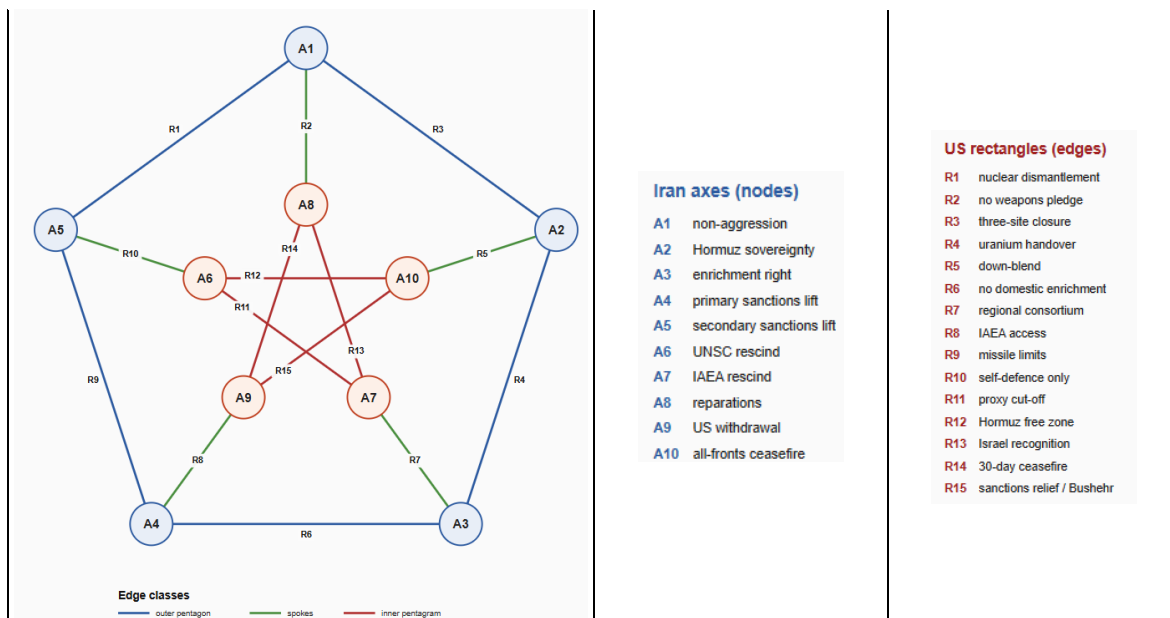 A1
R1
R2
R3
A8
A5
A2
R14
R10
R5
A6
R12
A10
R11
R13
R15
R9
R4
A9
A7
R8
R7
A4
A3
R6
Edge classes
outer pentagon
spokes
inner pentagram
Iran axes (nodes)
A1 non-aggression
A2 Hormuz sovereignty
A3 enrichment right
A4 primary sanctions lift
A5 secondary sanctions lift
A6 UNSC rescind
A7 IAEA rescind
A8 reparations
A9 US withdrawal
A10 all-fronts ceasefire
US rectangles (edges)
R1 nuclear dismantlement
R2 no weapons pledge
R3 three-site closure
R4 uranium handover
R5 down-blend
R6 no domestic enrichment
R7 regional consortium
R8 IAEA access
R9 missile limits
R10 self-defence only
R11 proxy cut-off
R12 Hormuz free zone
R13 Israel recognition
R14 30-day ceasefire
R15 sanctions relief / Bushehr